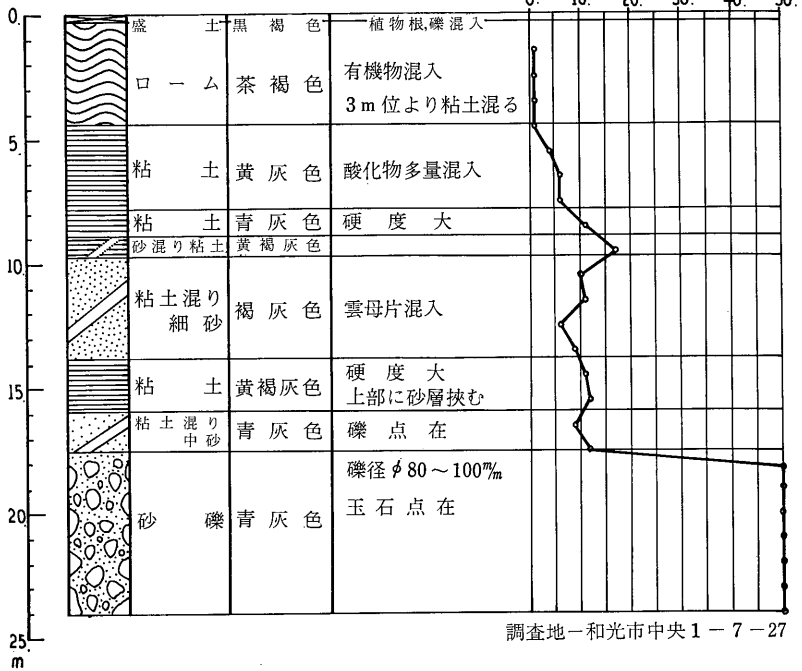 0. 10. 20. 30. 40. 50.
0.
盛土 黒褐色 植物根,礫混入
ローム 茶褐色 有機物混入
3m位より粘土混る
5.
粘土 黄灰色 酸化物多量混入
粘土 青灰色 硬度大
砂混り粘土 黄褐灰色
10.
粘土混り
細砂 褐灰色 雲母片混入
粘土 黄褐灰色 硬度大
上部に砂層挟む
15.
粘土混り
中砂 青灰色 礫点在
砂礫 青灰色 礫径φ80～100m/m
玉石点在
20.
25.
m
調査地－和光市中央1－7－27